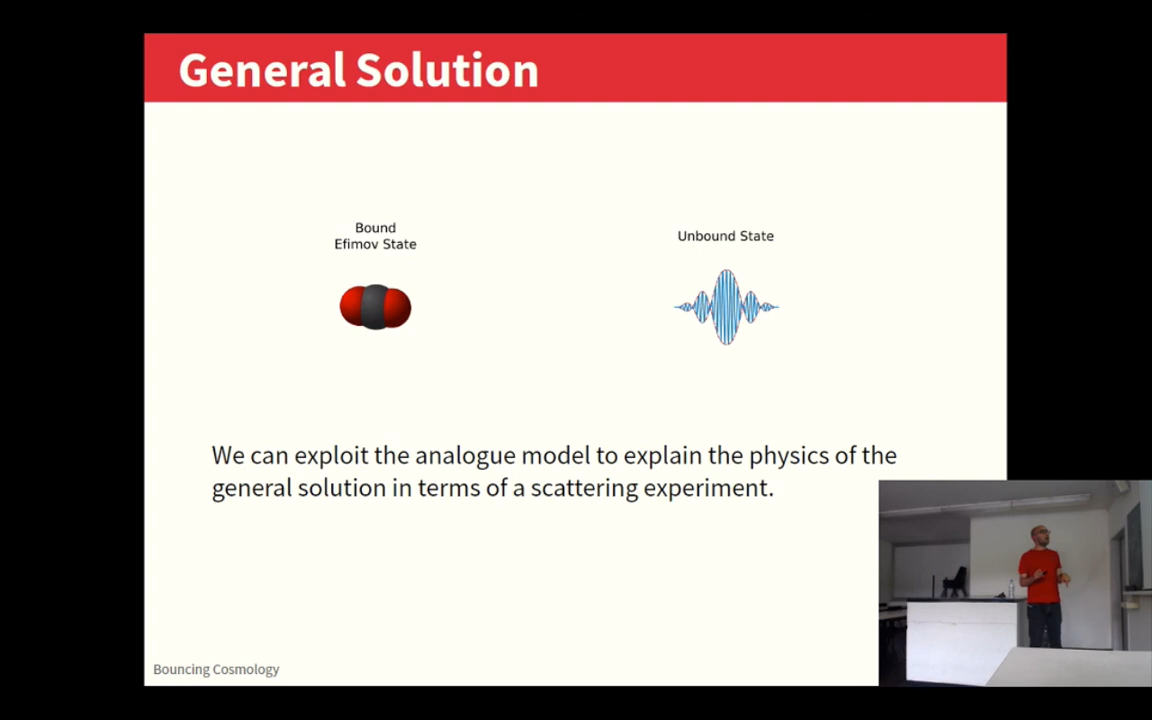 General Solution
Bound
Efimov State
Unbound State
We can exploit the analogue model to explain the physics of the
general solution in terms of a scattering experiment.
Bouncing Cosmology